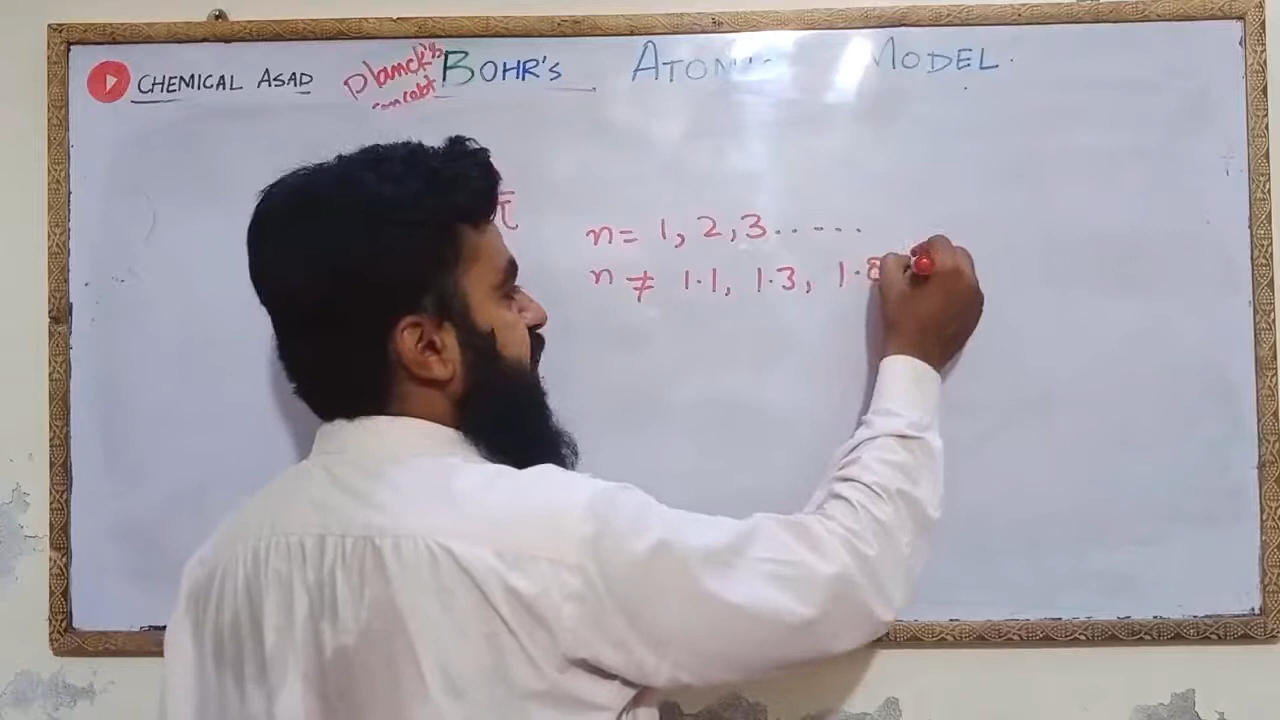 CHEMICAL ASAD
Planck's
concept
BOHR'S ATOMIC MODEL.
π
n = 1, 2, 3......
n ≠ 1.1, 1.3, 1.8